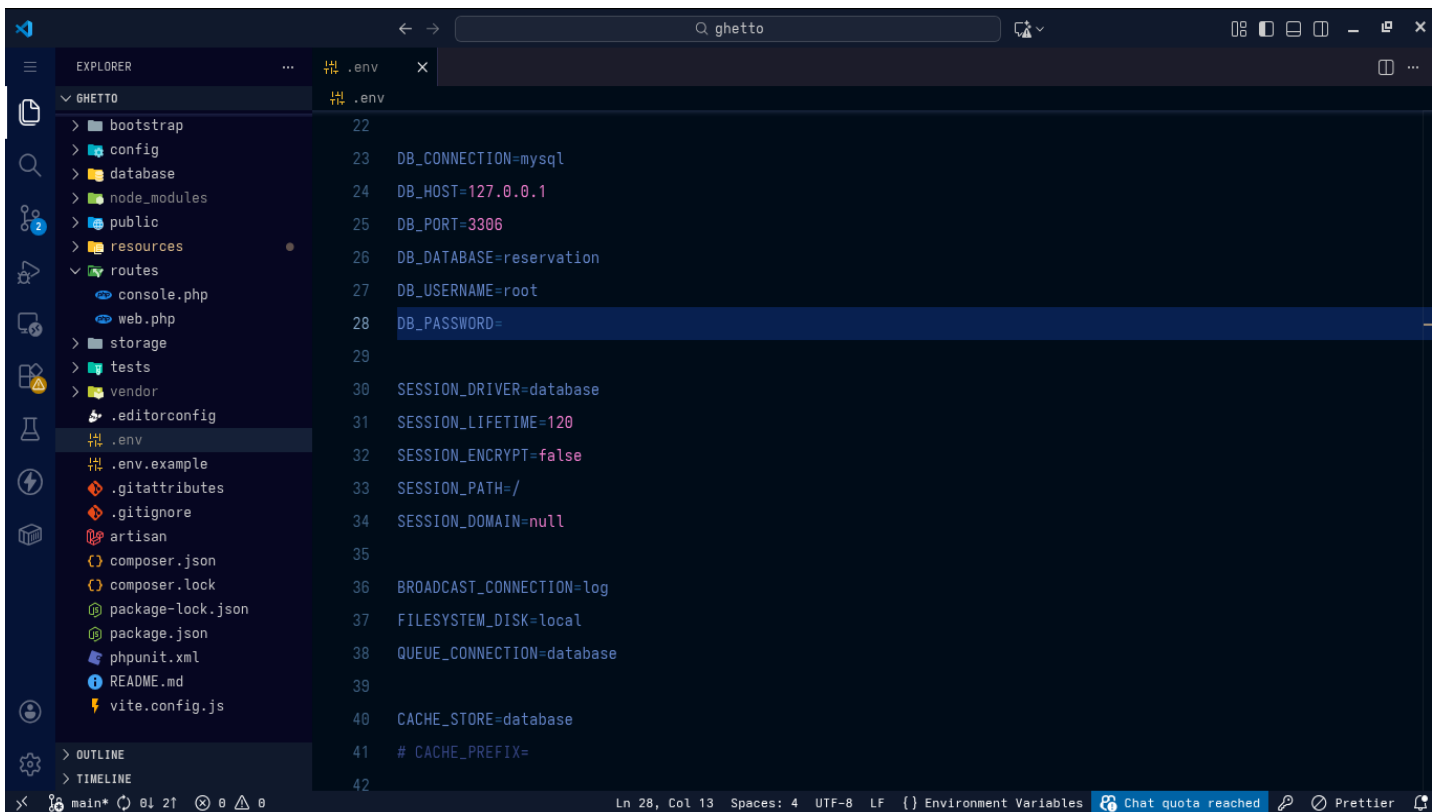 ghetto
EXPLORER
.env
GHETTO
.env
bootstrap
config
database
node_modules
public
resources
routes
console.php
web.php
storage
tests
vendor
.editorconfig
.env
.env.example
.gitattributes
.gitignore
artisan
composer.json
composer.lock
package-lock.json
package.json
phpunit.xml
README.md
vite.config.js
OUTLINE
TIMELINE
2
22
23 DB_CONNECTION=mysql
24 DB_HOST=127.0.0.1
25 DB_PORT=3306
26 DB_DATABASE=reservation
27 DB_USERNAME=root
28 DB_PASSWORD=
29
30 SESSION_DRIVER=database
31 SESSION_LIFETIME=120
32 SESSION_ENCRYPT=false
33 SESSION_PATH=/
34 SESSION_DOMAIN=null
35
36 BROADCAST_CONNECTION=log
37 FILESYSTEM_DISK=local
38 QUEUE_CONNECTION=database
39
40 CACHE_STORE=database
41 # CACHE_PREFIX=
42
main* 0↓ 2↑ 0 0 Ln 28, Col 13 Spaces: 4 UTF-8 LF {} Environment Variables Chat quota reached Prettier